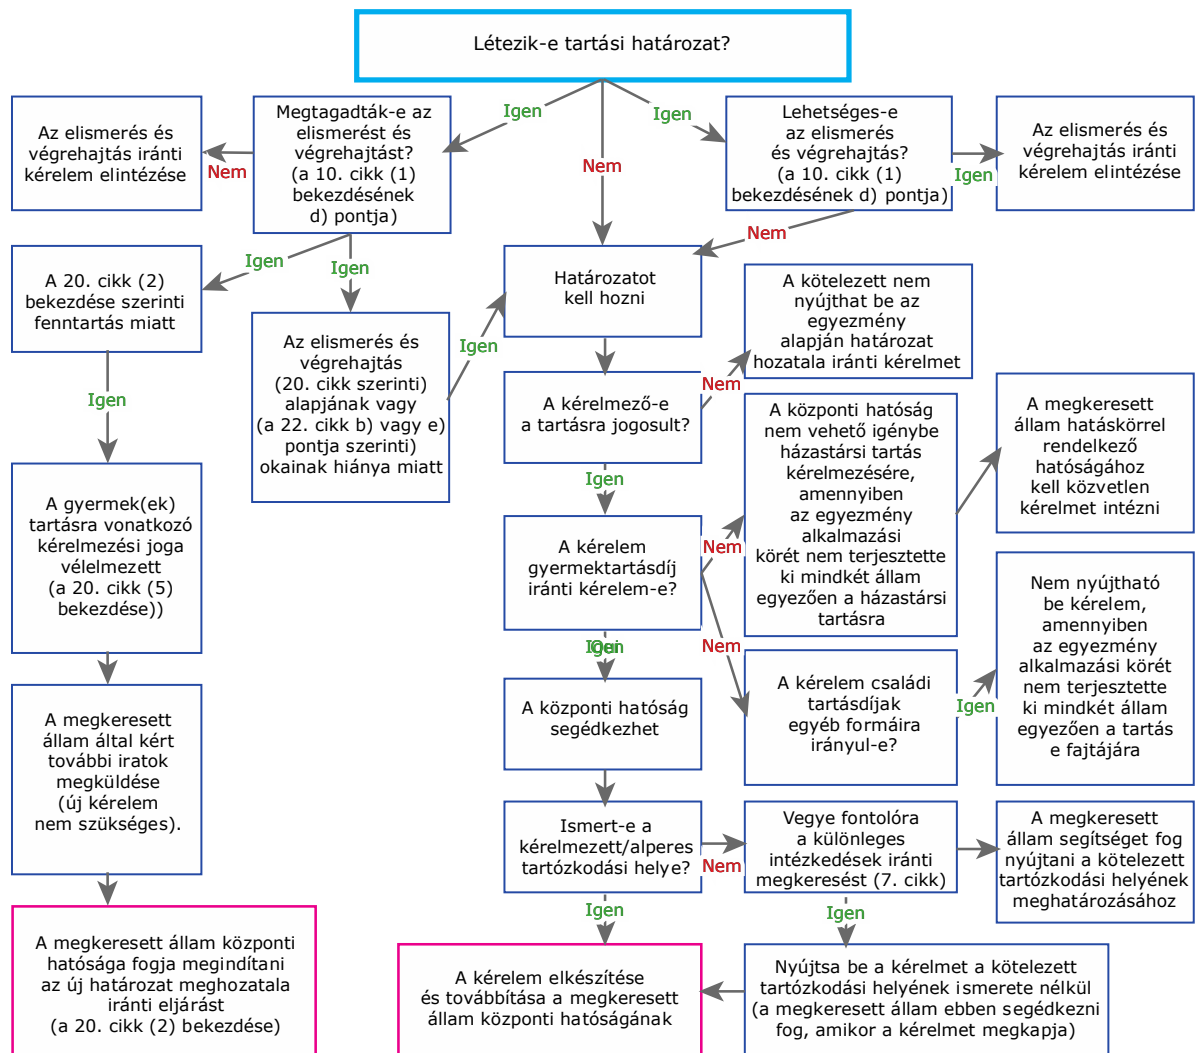 Létezik-e tartási határozat?
Igen
Nem
Igen
Az elismerés és
végrehajtás iránti
kérelem elintézése
Nem
Megtagadták-e az
elismerést és
végrehajtást?
(a 10. cikk (1)
bekezdésének
d) pontja)
Lehetséges-e
az elismerés
és végrehajtás?
(a 10. cikk (1)
bekezdésének d) pontja)
Igen
Az elismerés és
végrehajtás iránti
kérelem elintézése
Igen
Igen
Nem
A 20. cikk (2)
bekezdése szerinti
fenntartás miatt
Az elismerés és
végrehajtás
(20. cikk szerinti)
alapjának vagy
(a 22. cikk b) vagy e)
pontja szerinti)
okainak hiánya miatt
Igen
Határozatot
kell hozni
A kötelezett nem
nyújthat be az
egyezmény
alapján határozat
hozatala iránti kérelmet
Nem
Igen
A kérelmező-e
a tartásra jogosult?
Igen
A központi hatóság
nem vehető igénybe
házastársi tartás
kérelmezésére,
amennyiben
az egyezmény
alkalmazási
körét nem terjesztette
ki mindkét állam
egyezően a házastársi
tartásra
A megkeresett
állam hatáskörrel
rendelkező
hatóságához
kell közvetlen
kérelmet intézni
A gyermek(ek)
tartásra vonatkozó
kérelmezési joga
vélelmezett
(a 20. cikk (5)
bekezdése))
A kérelem
gyermektartásdíj
iránti kérelem-e?
Nem
Nem
Igen
Oui
A kérelem családi
tartásdíjak
egyéb formáira
irányul-e?
Igen
Nem nyújtható
be kérelem,
amennyiben
az egyezmény
alkalmazási körét
nem terjesztette
ki mindkét állam
egyezően a tartás
e fajtájára
A megkeresett
állam által kért
további iratok
megküldése
(új kérelem
nem szükséges).
A központi hatóság
segédkezhet
Ismert-e a
kérelmezett/alperes
tartózkodási helye?
Nem
Vegye fontolóra
a különleges
intézkedések iránti
megkeresést (7. cikk)
A megkeresett
állam segítséget fog
nyújtani a kötelezett
tartózkodási helyének
meghatározásához
Igen
Igen
A megkeresett állam központi
hatósága fogja megindítani
az új határozat meghozatala
iránti eljárást
(a 20. cikk (2) bekezdése)
A kérelem elkészítése
és továbbítása a megkeresett
állam központi hatóságának
Nyújtsa be a kérelmet a kötelezett
tartózkodási helyének ismerete nélkül
(a megkeresett állam ebben segédkezni
fog, amikor a kérelmet megkapja)